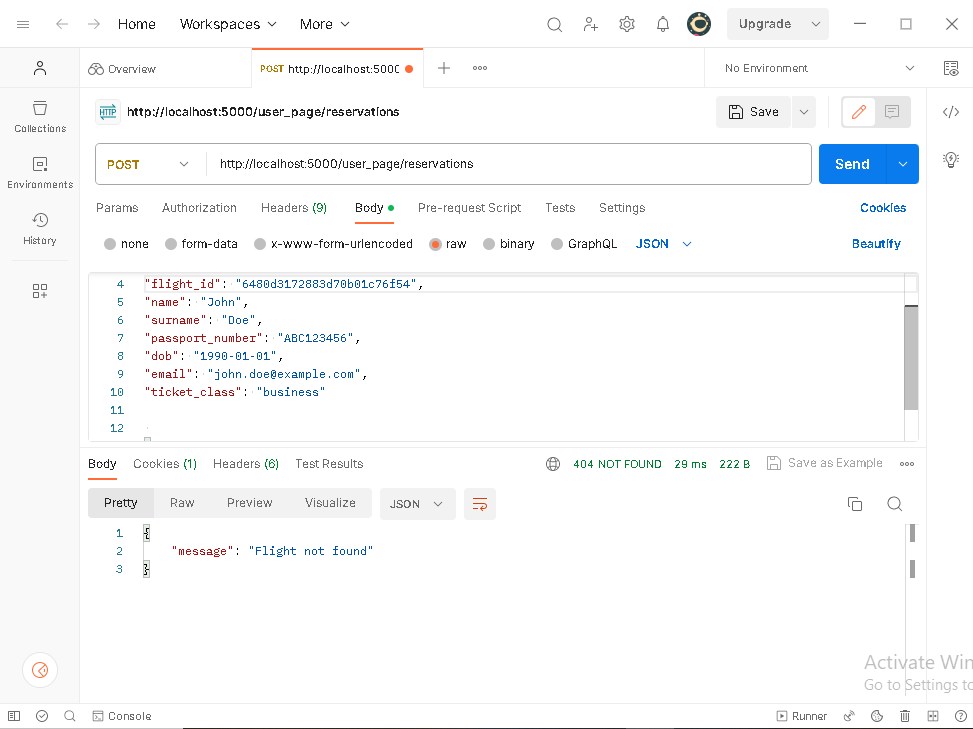 Home Workspaces More Upgrade
Overview POST http://localhost:5000 No Environment
HTTP http://localhost:5000/user_page/reservations Save
Collections
POST http://localhost:5000/user_page/reservations Send
Environments
Params Authorization Headers (9) Body Pre-request Script Tests Settings Cookies
History
none form-data x-www-form-urlencoded raw binary GraphQL JSON Beautify
4 "flight_id": "6480d3172883d70b01c76f54",
5 "name": "John",
6 "surname": "Doe",
7 "passport_number": "ABC123456",
8 "dob": "1990-01-01",
9 "email": "john.doe@example.com",
10 "ticket_class": "business"
11
12
Body Cookies (1) Headers (6) Test Results 404 NOT FOUND 29 ms 222 B Save as Example
Pretty Raw Preview Visualize JSON
1 {
2 "message": "Flight not found"
3 }
Activate Win
Go to Settings to
Console Runner